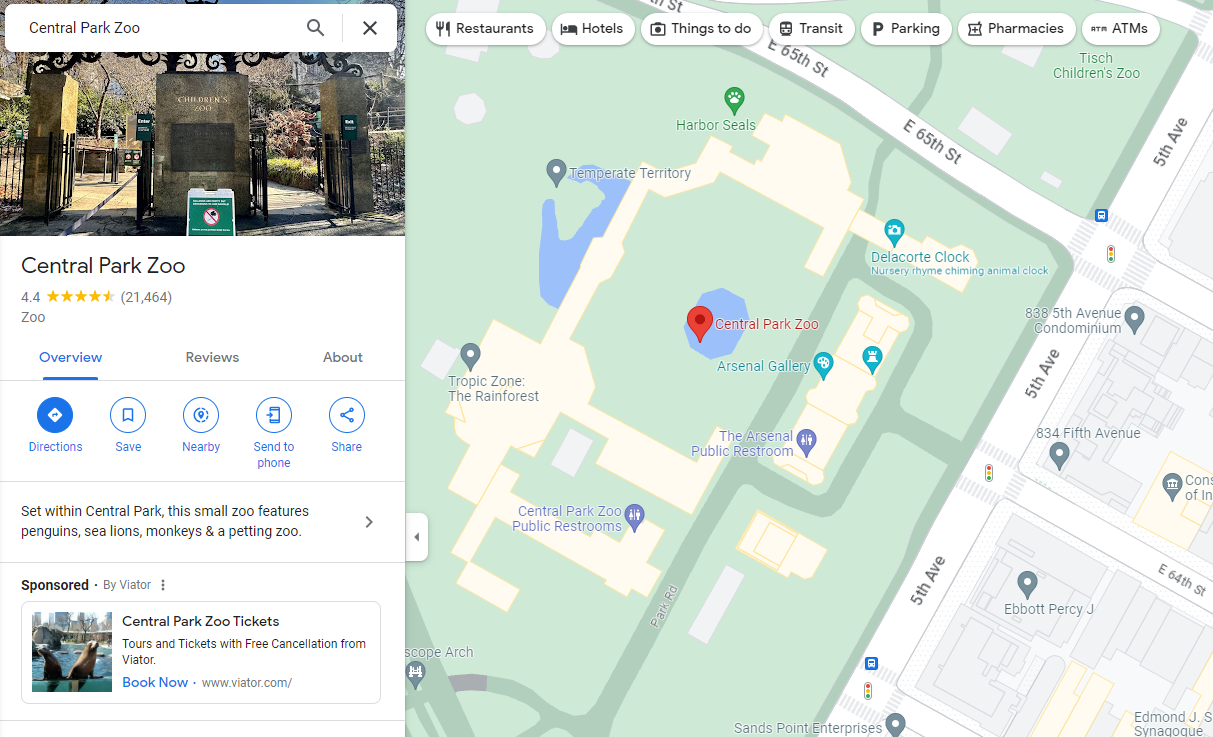 Central Park Zoo
CHILDREN'S
ZOO
Enter
Exit
Central Park Zoo
4.4
(21,464)
Zoo
Overview
Reviews
About
Directions
Save
Nearby
Send to
phone
Share
Set within Central Park, this small zoo features
penguins, sea lions, monkeys & a petting zoo.
Sponsored · By Viator
Central Park Zoo Tickets
Tours and Tickets with Free Cancellation from
Viator.
Book Now · www.viator.com/
Restaurants
Hotels
Things to do
Transit
Parking
Pharmacies
ATM ATMs
th St
E 65th St
Tisch
Children's Zoo
Harbor Seals
E 65th St
5th Ave
Temperate Territory
Delacorte Clock
Nursery rhyme chiming animal clock
838 5th Avenue
Condominium
Central Park Zoo
Arsenal Gallery
5th Ave
Tropic Zone:
The Rainforest
The Arsenal
Public Restroom
834 Fifth Avenue
Cons
of In
Central Park Zoo
Public Restrooms
5th Ave
E 64th St
Park Rd
Ebbott Percy J
scope Arch
Sands Point Enterprises
Edmond J. S
Synagogue